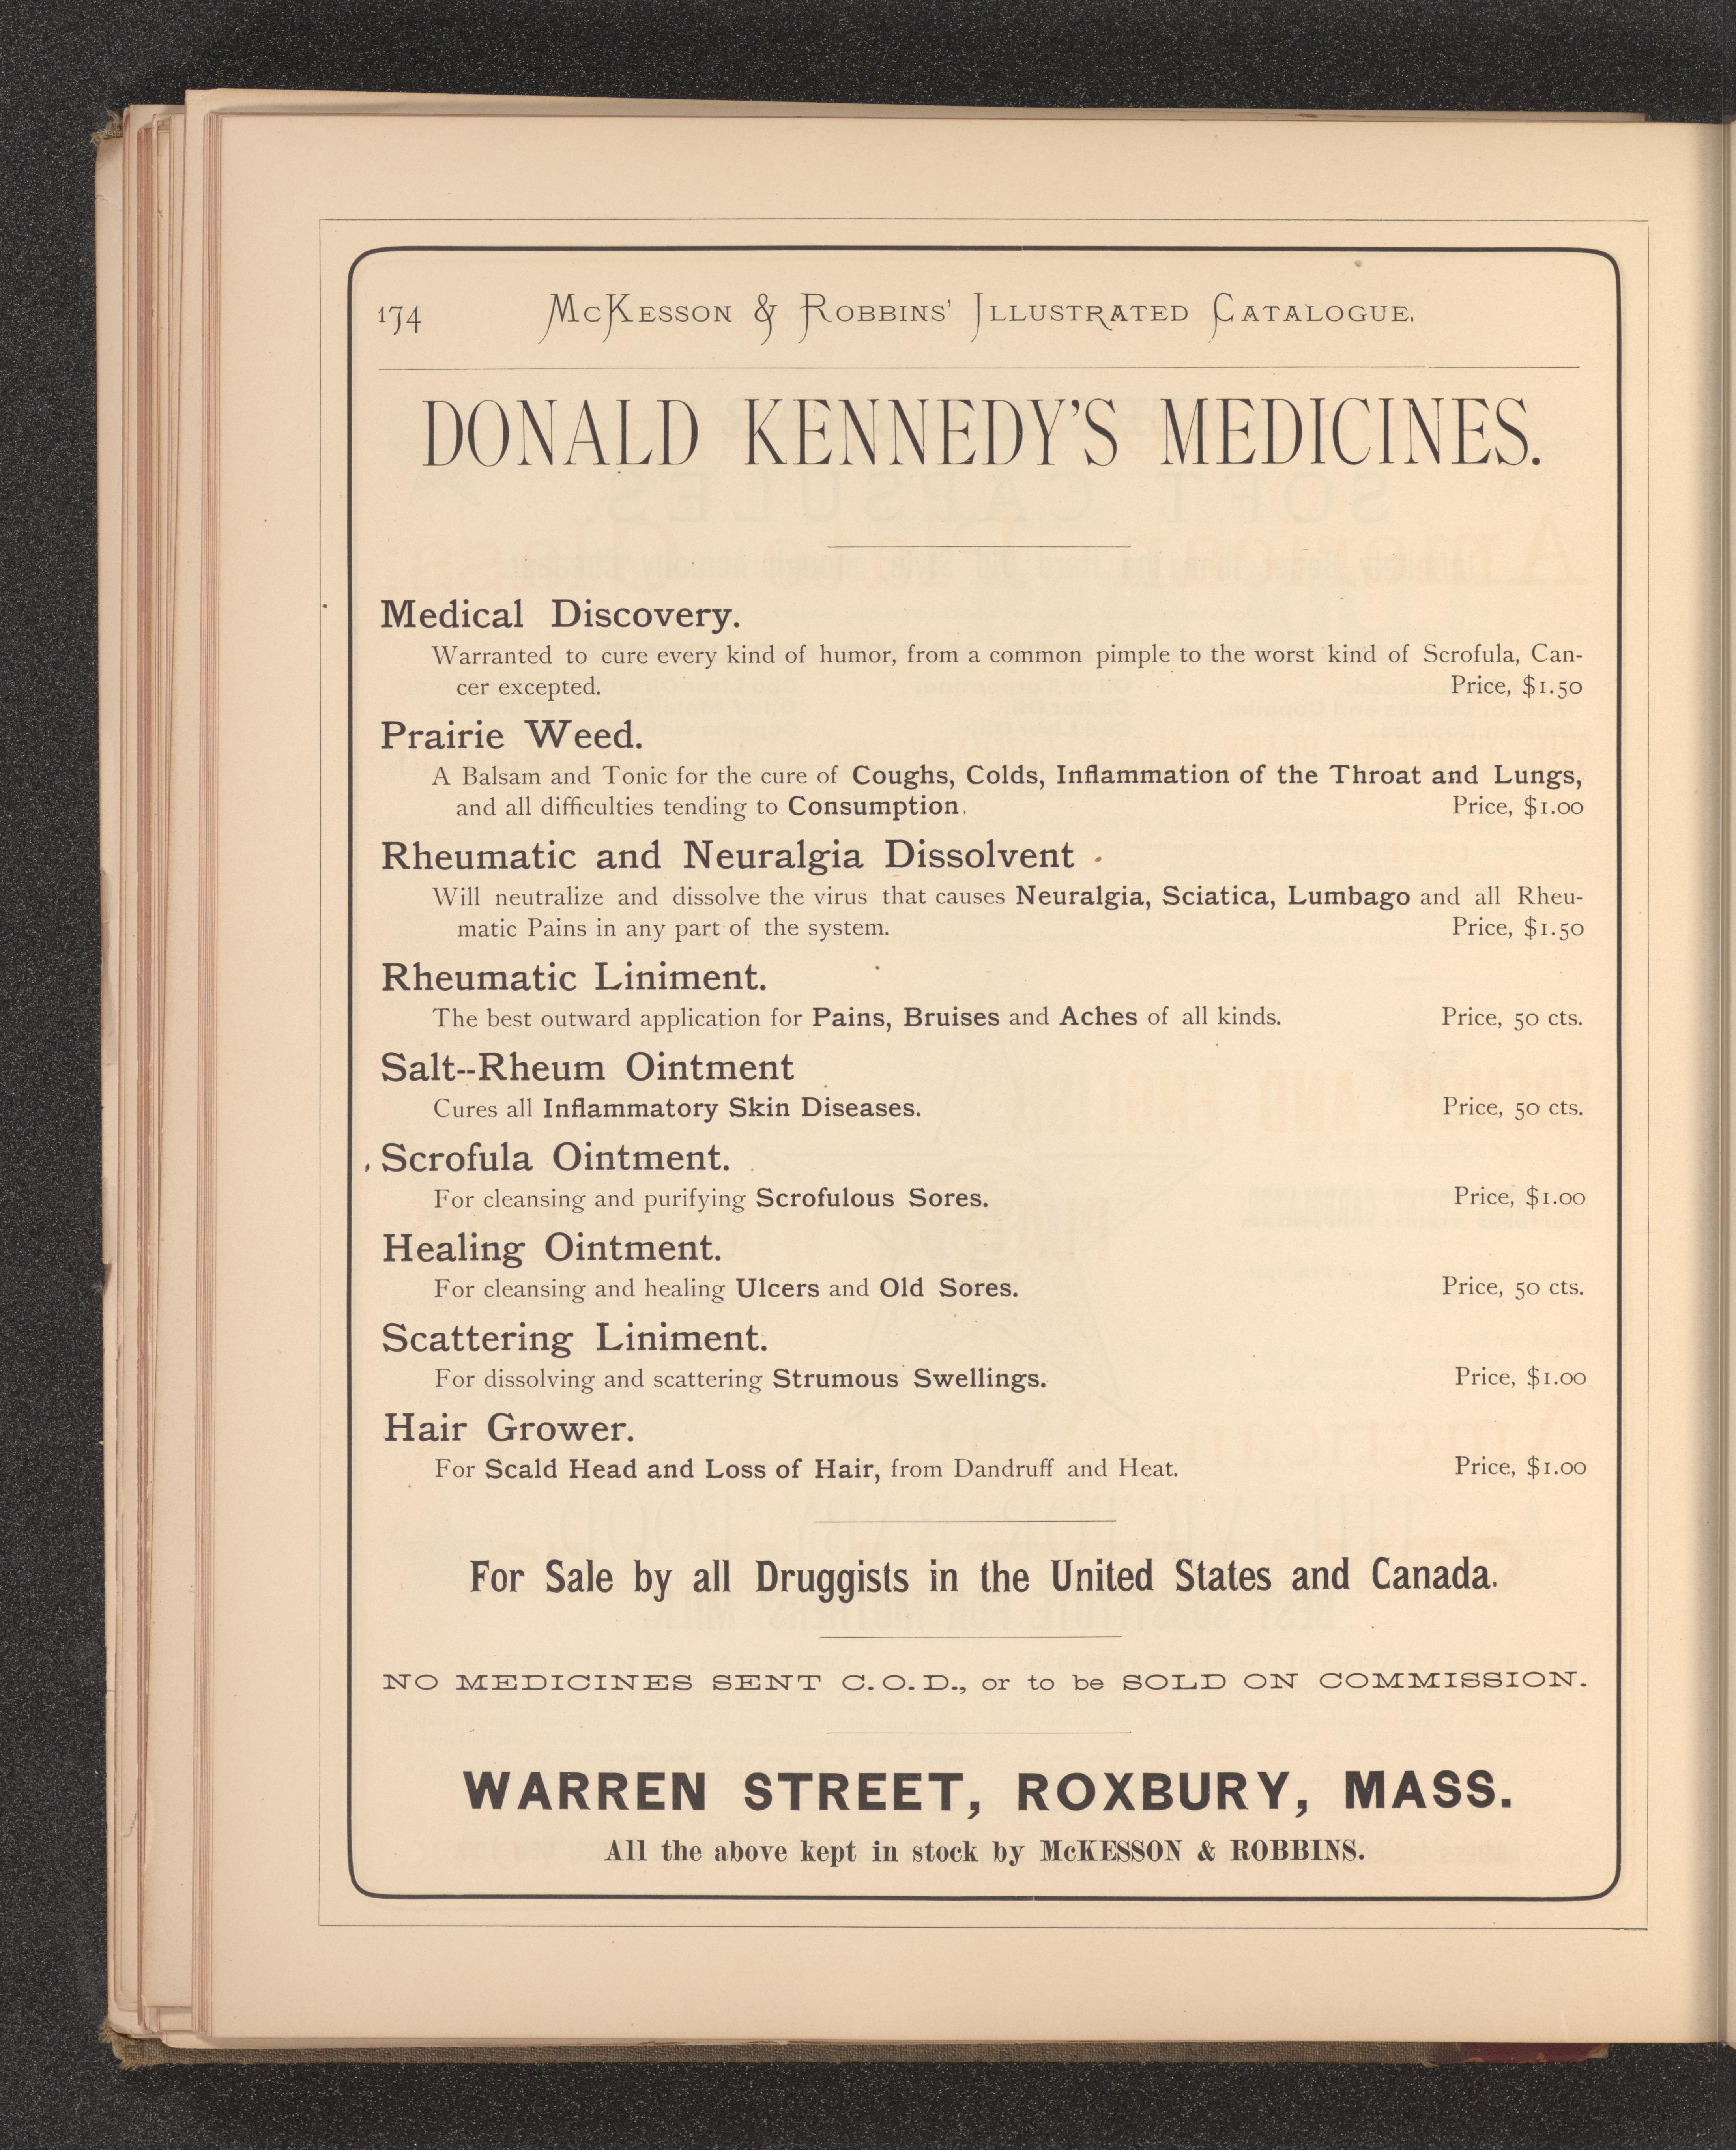 174 McKesson & Robbins' Illustrated Catalogue.
DONALD KENNEDY'S MEDICINES.
Medical Discovery.
Warranted to cure every kind of humor, from a common pimple to the worst kind of Scrofula, Can-
cer excepted. Price, $1.50
Prairie Weed.
A Balsam and Tonic for the cure of Coughs, Colds, Inflammation of the Throat and Lungs,
and all difficulties tending to Consumption. Price, $1.00
Rheumatic and Neuralgia Dissolvent
Will neutralize and dissolve the virus that causes Neuralgia, Sciatica, Lumbago and all Rheu-
matic Pains in any part of the system. Price, $1.50
Rheumatic Liniment.
The best outward application for Pains, Bruises and Aches of all kinds. Price, 50 cts.
Salt--Rheum Ointment
Cures all Inflammatory Skin Diseases. Price, 50 cts.
Scrofula Ointment.
For cleansing and purifying Scrofulous Sores. Price, $1.00
Healing Ointment.
For cleansing and healing Ulcers and Old Sores. Price, 50 cts.
Scattering Liniment.
For dissolving and scattering Strumous Swellings. Price, $1.00
Hair Grower.
For Scald Head and Loss of Hair, from Dandruff and Heat. Price, $1.00
For Sale by all Druggists in the United States and Canada.
NO MEDICINES SENT C.O.D., or to be SOLD ON COMMISSION.
WARREN STREET, ROXBURY, MASS.
All the above kept in stock by McKESSON & ROBBINS.